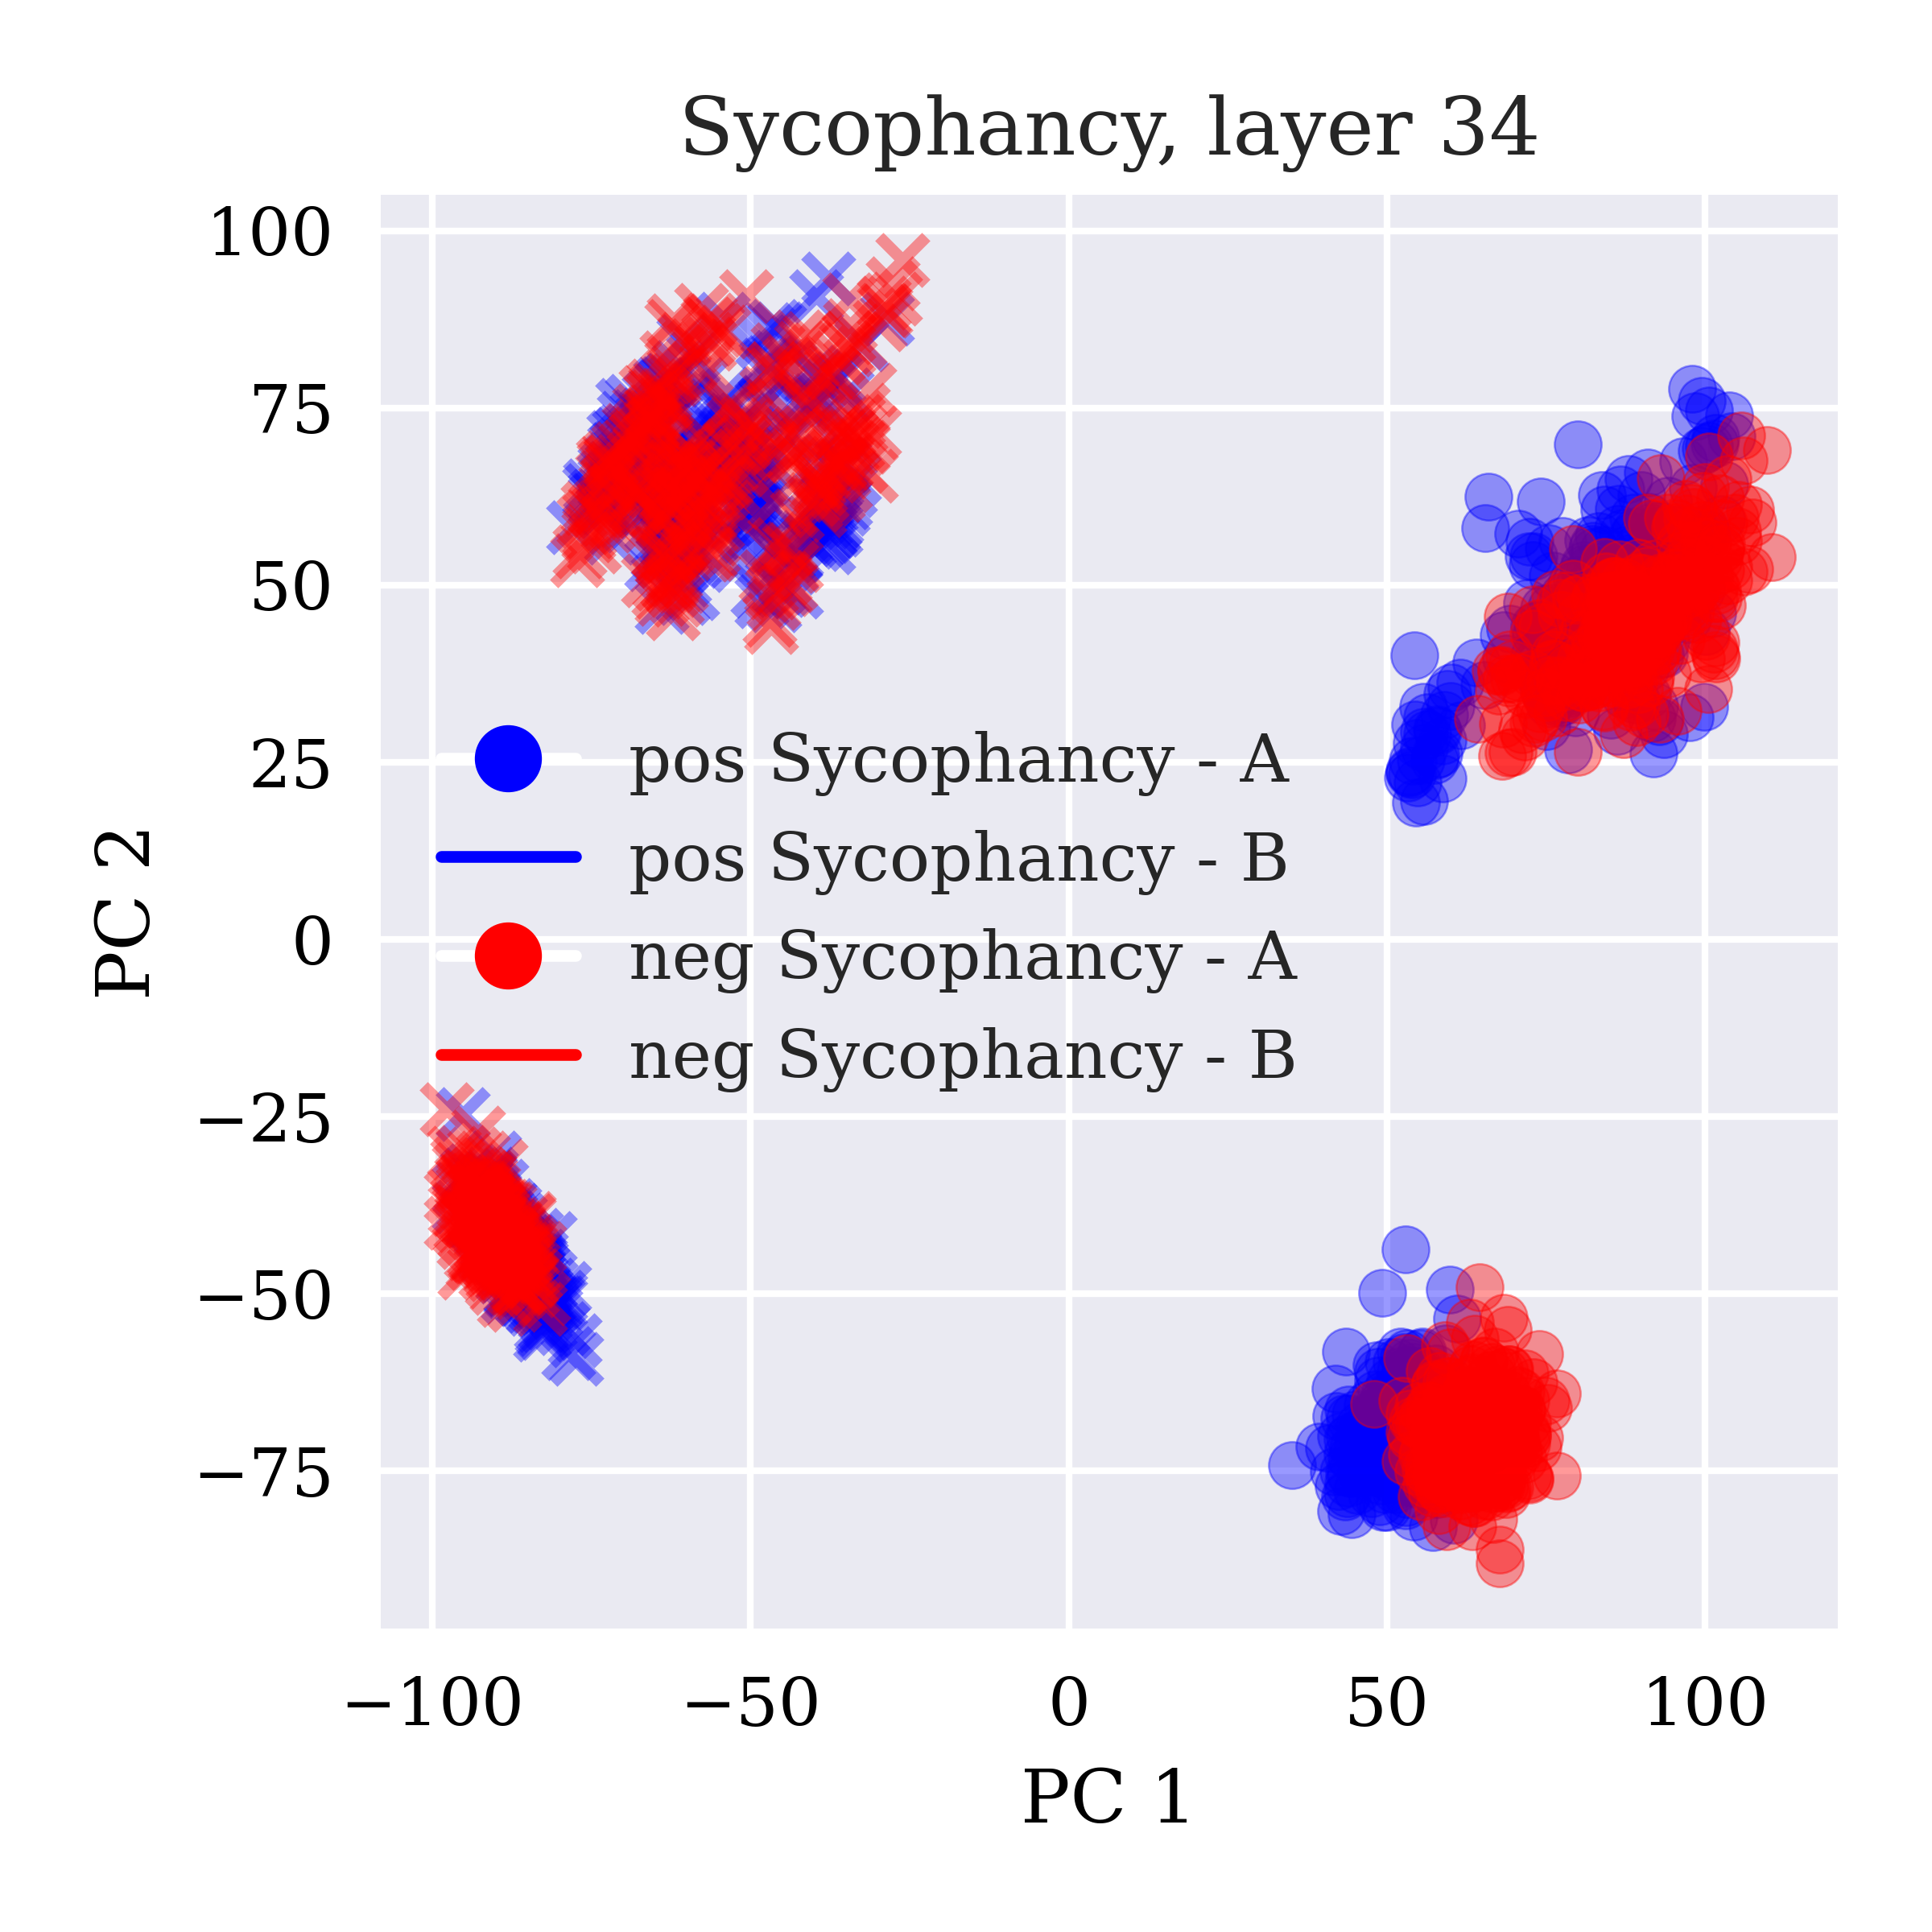 Sycophancy, layer 34
100
75
50
25
0
−25
−50
−75
PC 2
pos Sycophancy - A
pos Sycophancy - B
neg Sycophancy - A
neg Sycophancy - B
−100 −50 0 50 100
PC 1